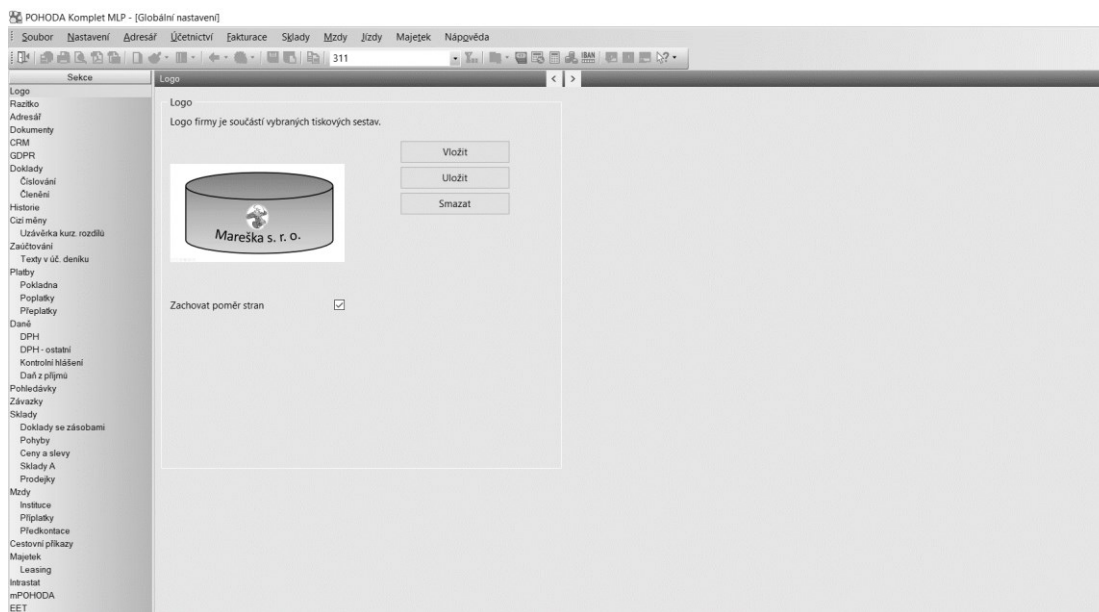 POHODA Komplet MLP - [Globální nastavení]
Soubor Nastavení Adresář Účetnictví Fakturace Sklady Mzdy Jízdy Majetek Nápověda
311
IBAN
Sekce
Logo
Logo
Razítko
Adresář
Dokumenty
CRM
GDPR
Doklady
Číslování
Členění
Historie
Cizí měny
Uzávěrka kurz. rozdílů
Zaúčtování
Texty v úč. deníku
Platby
Pokladna
Poplatky
Přeplatky
Daně
DPH
DPH - ostatní
Kontrolní hlášení
Daň z příjmů
Pohledávky
Závazky
Sklady
Doklady se zásobami
Pohyby
Ceny a slevy
Sklady A
Prodejky
Mzdy
Instituce
Příplatky
Předkontace
Cestovní příkazy
Majetek
Leasing
Intrastat
mPOHODA
EET
Logo
Logo firmy je součástí vybraných tiskových sestav.
Vložit
Uložit
Smazat
Mareška s. r. o.
Zachovat poměr stran